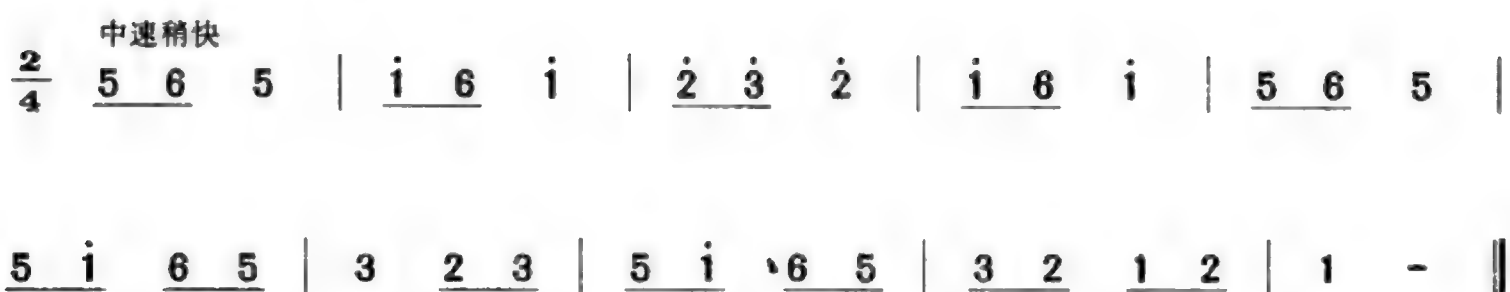 中速稍快
2/4 5 6 5 | i̇ 6 i̇ | 2̇ 3̇ 2̇ | i̇ 6 i̇ | 5 6 5 |
5 i̇ 6 5 | 3 2 3 | 5 i̇ 6 5 | 3 2 1 2 | 1 - ‖